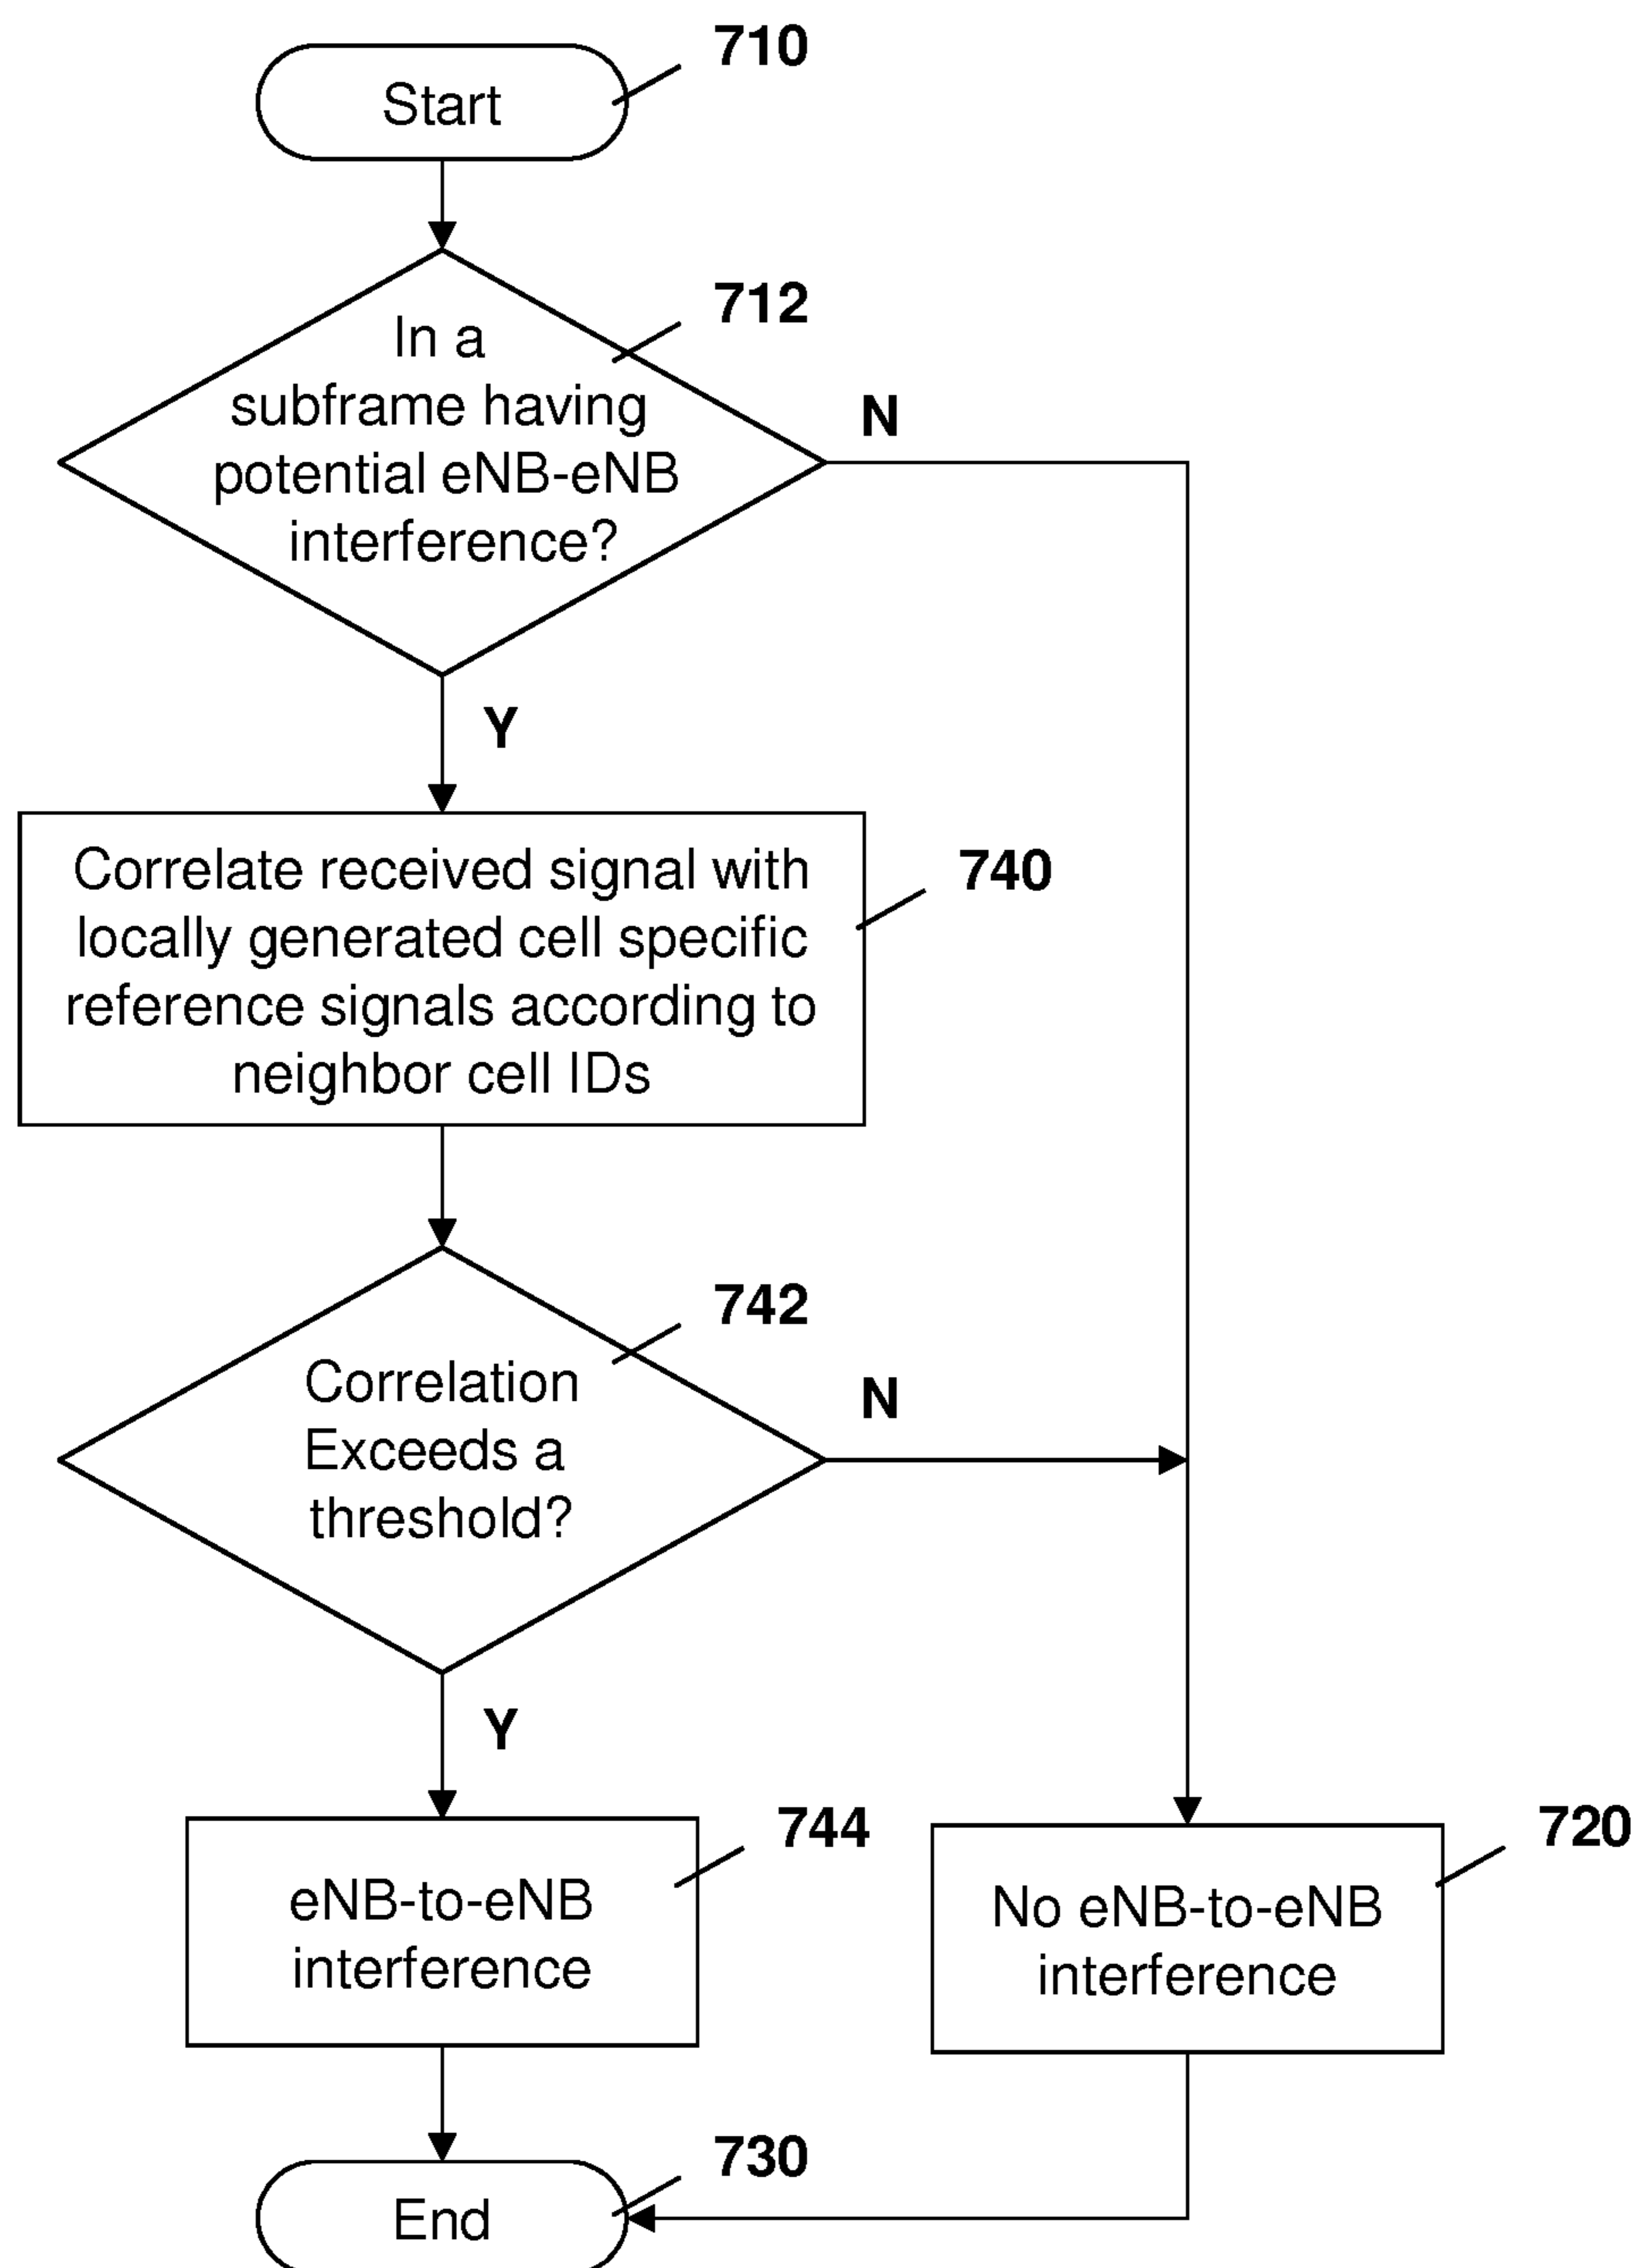 710
Start
712
In a
subframe having
potential eNB-eNB
interference?
N
Y
Correlate received signal with
locally generated cell specific
reference signals according to
neighbor cell IDs
740
742
Correlation
Exceeds a
threshold?
N
Y
744
eNB-to-eNB
interference
720
No eNB-to-eNB
interference
730
End